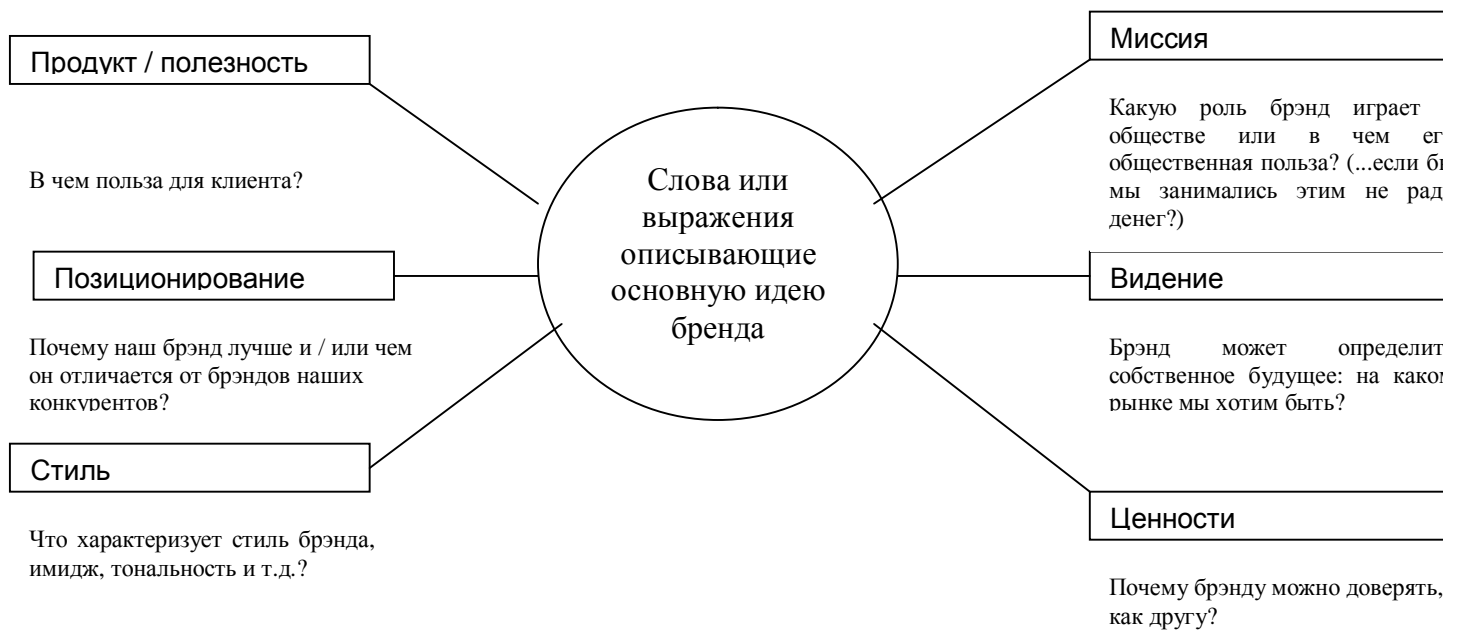 Продукт / полезность
В чем польза для клиента?
Позиционирование
Почему наш брэнд лучше и / или чем
он отличается от брэндов наших
конкурентов?
Стиль
Что характеризует стиль брэнда,
имидж, тональность и т.д.?
Слова или
выражения
описывающие
основную идею
бренда
Миссия
Какую роль брэнд играет
обществе или в чем ег
общественная польза? (...если
мы занимались этим не рад
денег?)
Видение
Брэнд может определит
собственное будущее: на
рынке мы хотим быть?
Ценности
Почему брэнду можно доверять,
как другу?